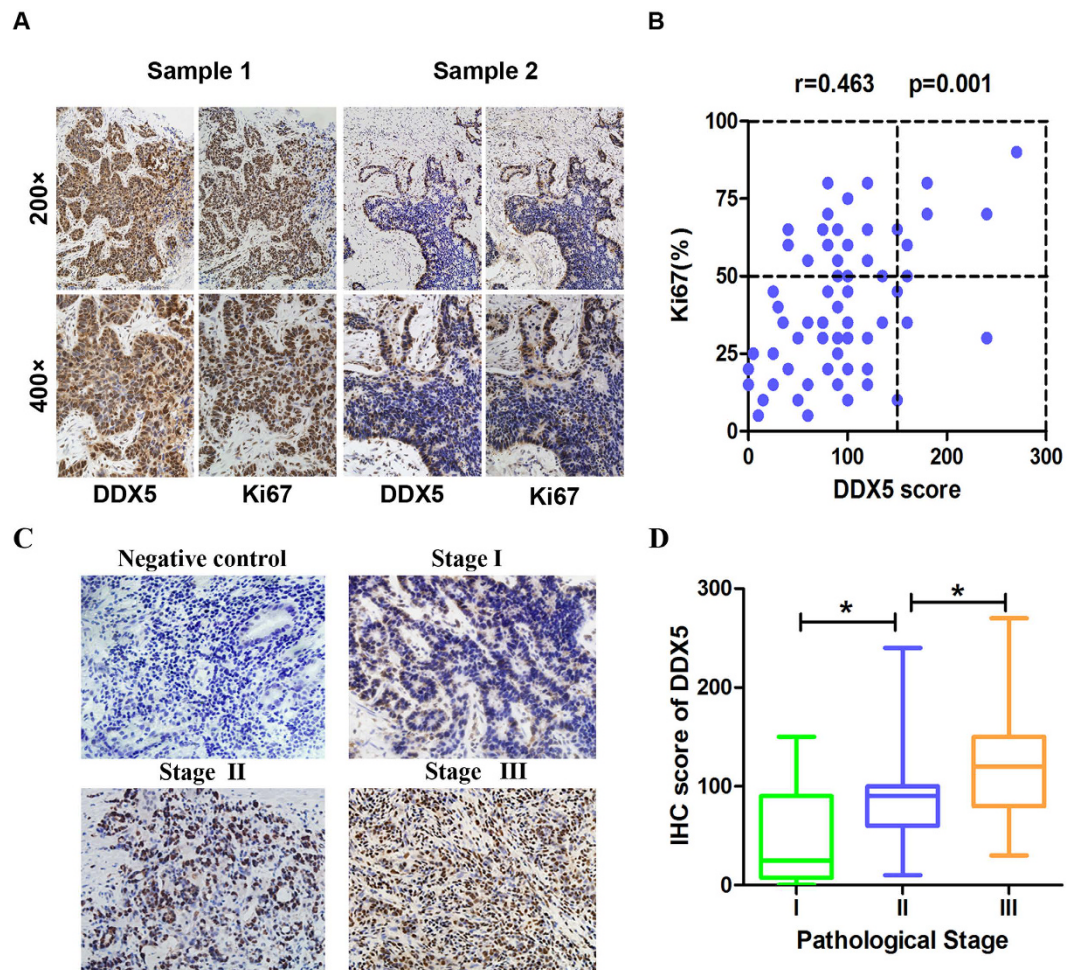 A
Sample 1
Sample 2
200×
400×
DDX5
Ki67
DDX5
Ki67
B
r=0.463 p=0.001
Ki67(%)
100
75
50
25
0
0 100 200 300
DDX5 score
C
Negative control
Stage I
Stage II
Stage III
D
IHC score of DDX5
300
200
100
0
* *
I II III
Pathological Stage